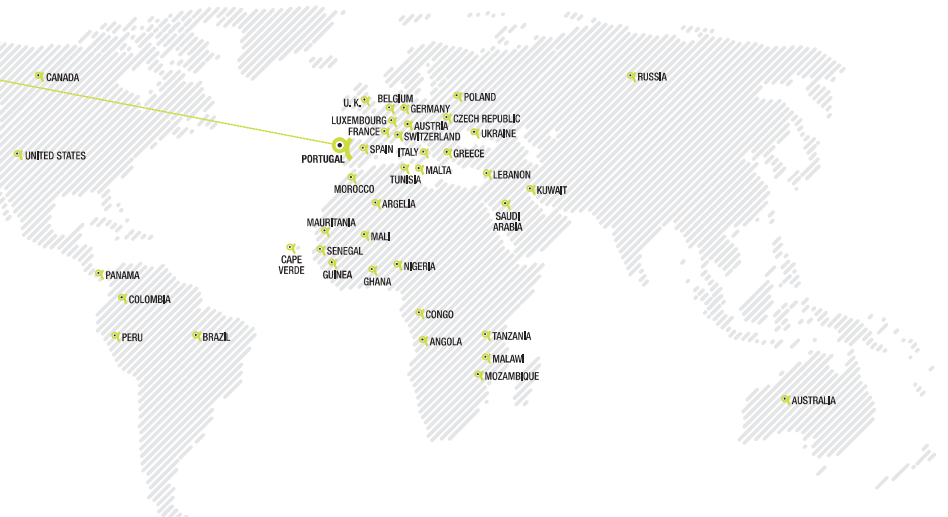 CANADA
RUSSIA
U. K.
BELGIUM
POLAND
GERMANY
LUXEMBOURG
CZECH REPUBLIC
AUSTRIA
FRANCE
SWITZERLAND
UKRAINE
UNITED STATES
PORTUGAL
SPAIN
ITALY
GREECE
TUNISIA
MALTA
LEBANON
MOROCCO
KUWAIT
ARGELIA
SAUDI
ARABIA
MAURITANIA
MALI
CAPE
VERDE
SENEGAL
GUINEA
GHANA
NIGERIA
PANAMA
COLOMBIA
CONGO
PERU
BRAZIL
ANGOLA
TANZANIA
MALAWI
MOZAMBIQUE
AUSTRALIA